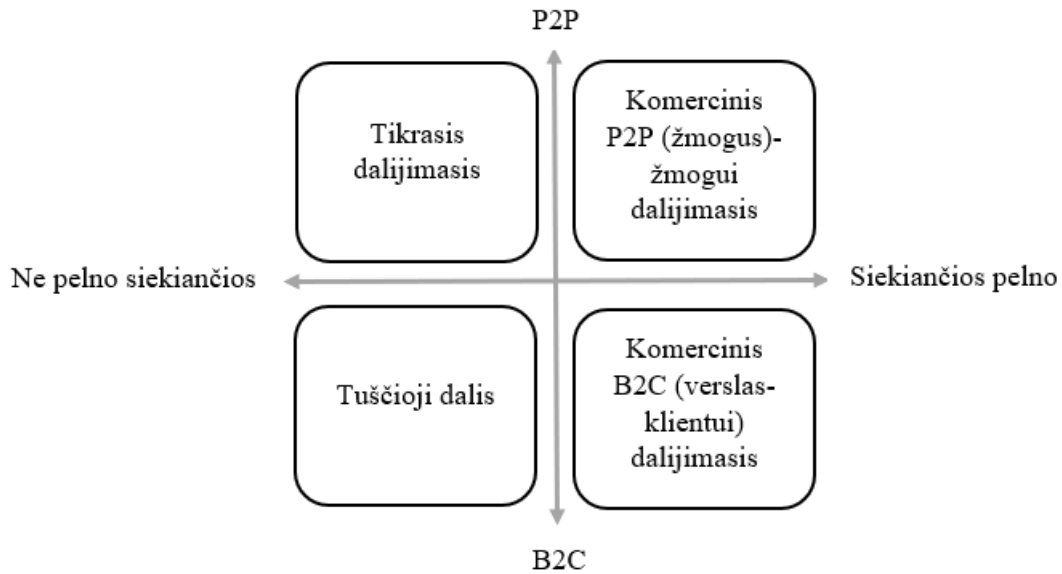 P2P
Tikrasis
dalijimasis
Komercinis
P2P (žmogus)-
žmogui
dalijimasis
Ne pelno siekiančios
Siekiančios pelno
Tuščioji dalis
Komercinis
B2C (verslas-
klientui)
dalijimasis
B2C